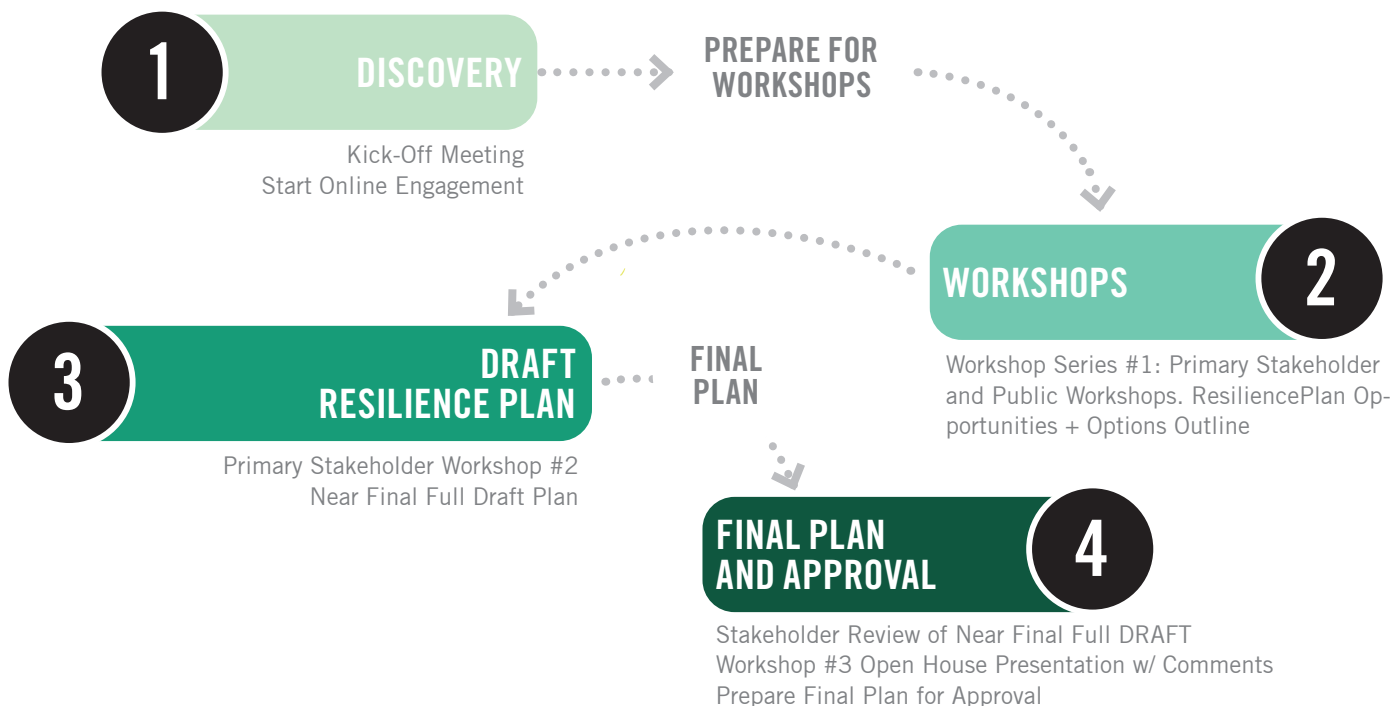 1
DISCOVERY
Kick-Off Meeting
Start Online Engagement
PREPARE FOR
WORKSHOPS
2
WORKSHOPS
Workshop Series #1: Primary Stakeholder
and Public Workshops. ResiliencePlan Op-
portunities + Options Outline
3
DRAFT
RESILIENCE PLAN
Primary Stakeholder Workshop #2
Near Final Full Draft Plan
FINAL
PLAN
4
FINAL PLAN
AND APPROVAL
Stakeholder Review of Near Final Full DRAFT
Workshop #3 Open House Presentation w/ Comments
Prepare Final Plan for Approval